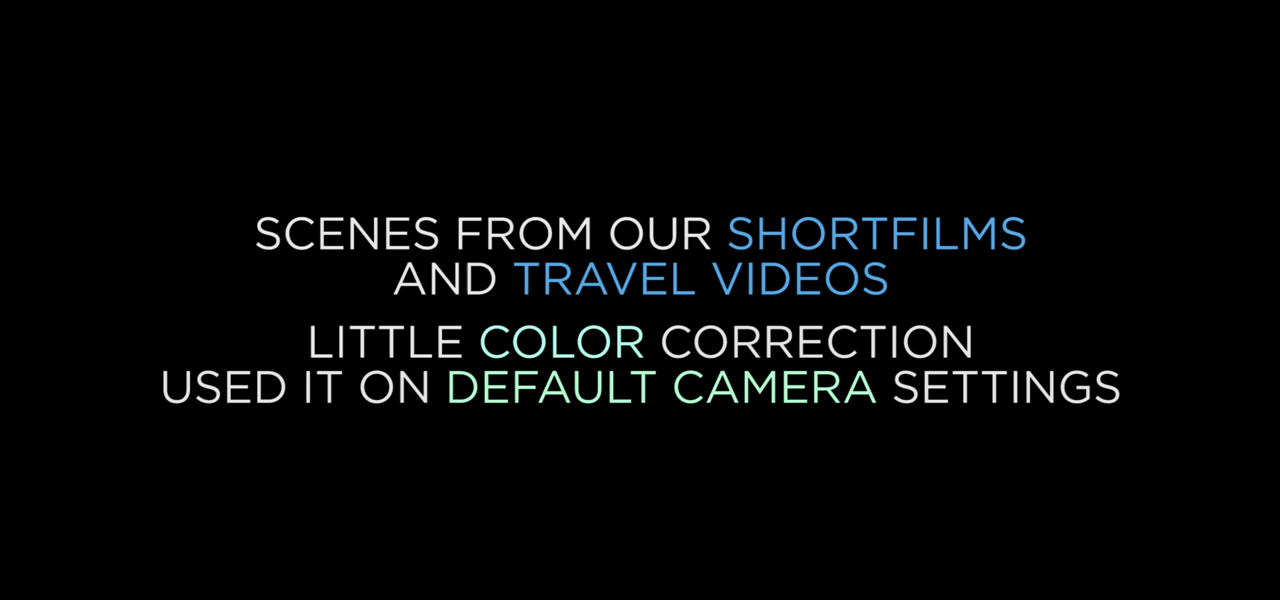 SCENES FROM OUR SHORTFILMS
AND TRAVEL VIDEOS
LITTLE COLOR CORRECTION
USED IT ON DEFAULT CAMERA SETTINGS